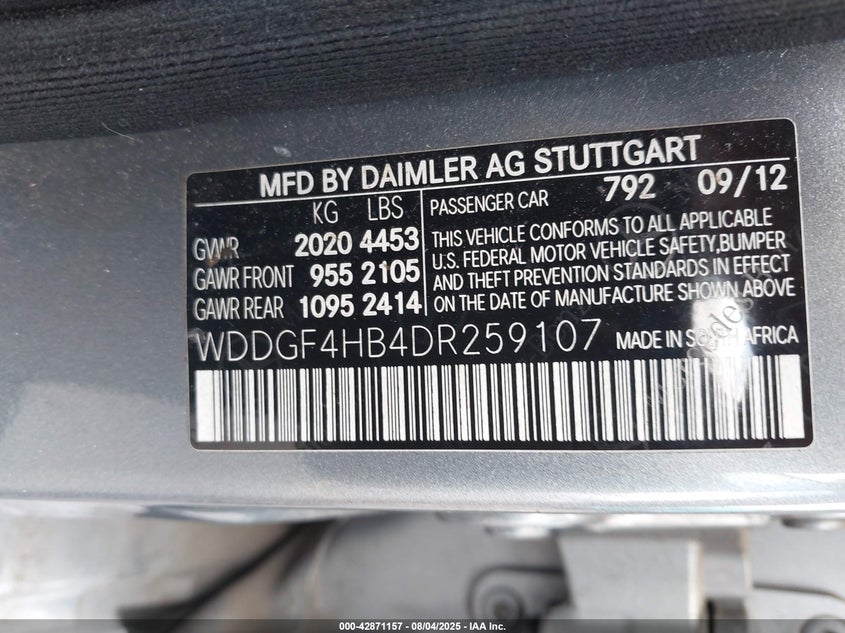 MFD BY DAIMLER AG STUTTGART
KG LBS
GVWR 2020 4453
GAWR FRONT 955 2105
GAWR REAR 1095 2414
PASSENGER CAR 792 09/12
THIS VEHICLE CONFORMS TO ALL APPLICABLE
U.S. FEDERAL MOTOR VEHICLE SAFETY, BUMPER
AND THEFT PREVENTION STANDARDS IN EFFECT
ON THE DATE OF MANUFACTURE SHOWN ABOVE
WDDGF4HB4DR259107 MADE IN SOUTH AFRICA
000-42871157 - 08/04/2025 - IAA Inc.